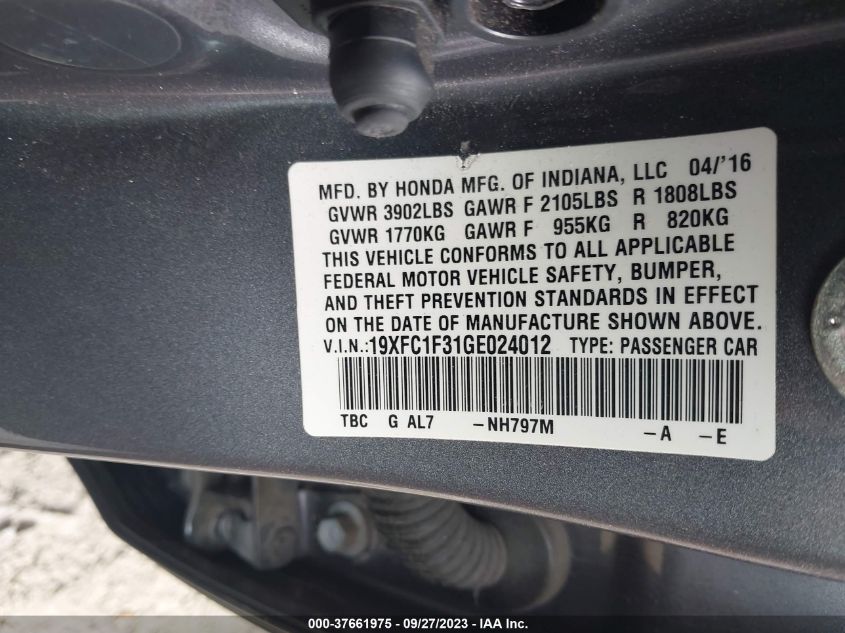 MFD. BY HONDA MFG. OF INDIANA, LLC 04/'16
GVWR 3902LBS GAWR F 2105LBS R 1808LBS
GVWR 1770KG GAWR F 955KG R 820KG
THIS VEHICLE CONFORMS TO ALL APPLICABLE
FEDERAL MOTOR VEHICLE SAFETY, BUMPER,
AND THEFT PREVENTION STANDARDS IN EFFECT
ON THE DATE OF MANUFACTURE SHOWN ABOVE.
V.I.N.:19XFC1F31GE024012 TYPE: PASSENGER CAR
TBC G AL7 -NH797M -A -E
000-37661975 - 09/27/2023 - IAA Inc.